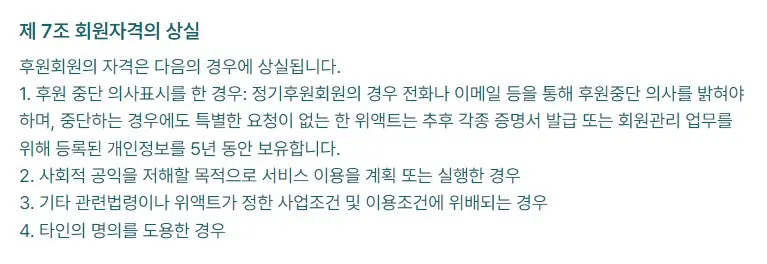 제 7조 회원자격의 상실
후원회원의 자격은 다음의 경우에 상실됩니다.
1. 후원 중단 의사표시를 한 경우: 정기후원회원의 경우 전화나 이메일 등을 통해 후원중단 의사를 밝혀야
하며, 중단하는 경우에도 특별한 요청이 없는 한 위액트는 추후 각종 증명서 발급 또는 회원관리 업무를
위해 등록된 개인정보를 5년 동안 보유합니다.
2. 사회적 공익을 저해할 목적으로 서비스 이용을 계획 또는 실행한 경우
3. 기타 관련법령이나 위액트가 정한 사업조건 및 이용조건에 위배되는 경우
4. 타인의 명의를 도용한 경우